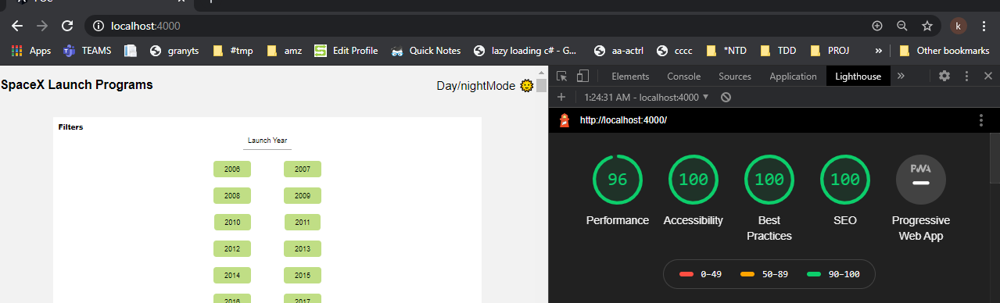 localhost:4000
k
Apps
TEAMS
granyts
#tmp
amz
Edit Profile
Quick Notes
lazy loading c# - G...
aa-actrl
cccc
*NTD
TDD
PROJ
»
Other bookmarks
SpaceX Launch Programs
Day/nightMode
Filters
Launch Year
2006 2007
2008 2009
2010 2011
2012 2013
2014 2015
2016 2017
Elements Console Sources Application Lighthouse »
1:24:31 AM - localhost:4000
http://localhost:4000/
96 100 100 100 PWA
Performance Accessibility Best Practices SEO Progressive Web App
0-49 50-89 90-100